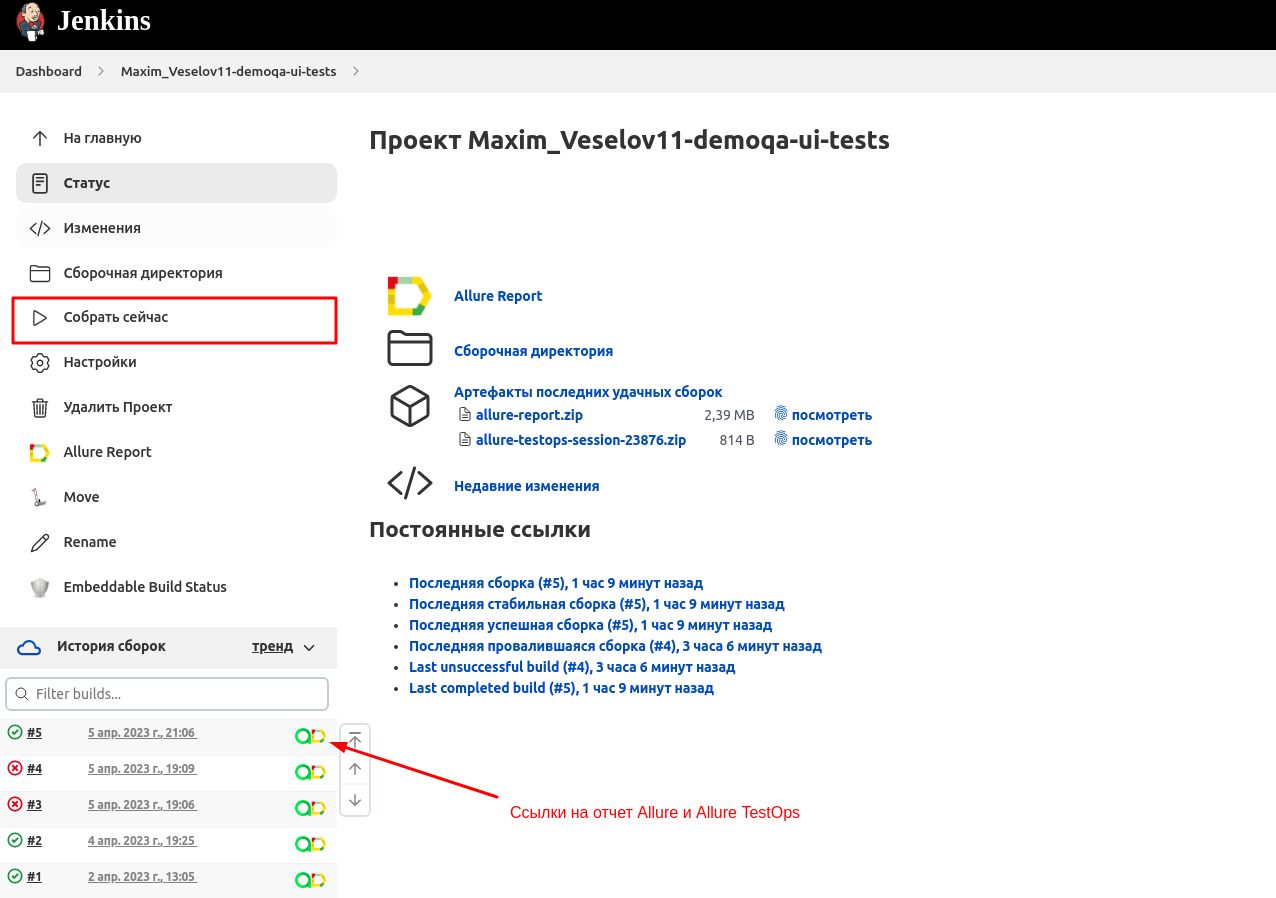 Jenkins
Dashboard
Maxim_Veselov11-demoqa-ui-tests
На главную
Статус
Изменения
Сборочная директория
Собрать сейчас
Настройки
Удалить Проект
Allure Report
Move
Rename
Embeddable Build Status
История сборок
тренд
Filter builds...
#5 5 апр. 2023 г., 21:06
#4 5 апр. 2023 г., 19:09
#3 5 апр. 2023 г., 19:06
#2 4 апр. 2023 г., 19:25
#1 2 апр. 2023 г., 13:05
Проект Maxim_Veselov11-demoqa-ui-tests
Allure Report
Сборочная директория
Артефакты последних удачных сборок
allure-report.zip 2,39 MB посмотреть
allure-testops-session-23876.zip 814 B посмотреть
Недавние изменения
Постоянные ссылки
Последняя сборка (#5), 1 час 9 минут назад
Последняя стабильная сборка (#5), 1 час 9 минут назад
Последняя успешная сборка (#5), 1 час 9 минут назад
Последняя провалившаяся сборка (#4), 3 часа 6 минут назад
Last unsuccessful build (#4), 3 часа 6 минут назад
Last completed build (#5), 1 час 9 минут назад
Ссылки на отчет Allure и Allure TestOps